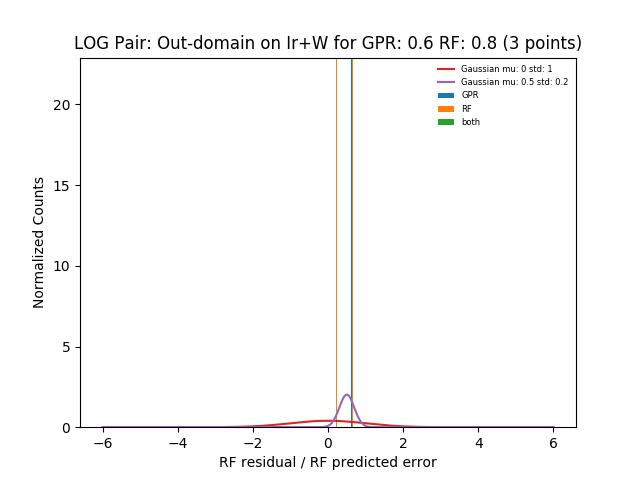 LOG Pair: Out-domain on Ir+W for GPR: 0.6 RF: 0.8 (3 points)
Gaussian mu: 0 std: 1
Gaussian mu: 0.5 std: 0.2
GPR
RF
both
Normalized Counts
20
15
10
5
0
−6 −4 −2 0 2 4 6
RF residual / RF predicted error